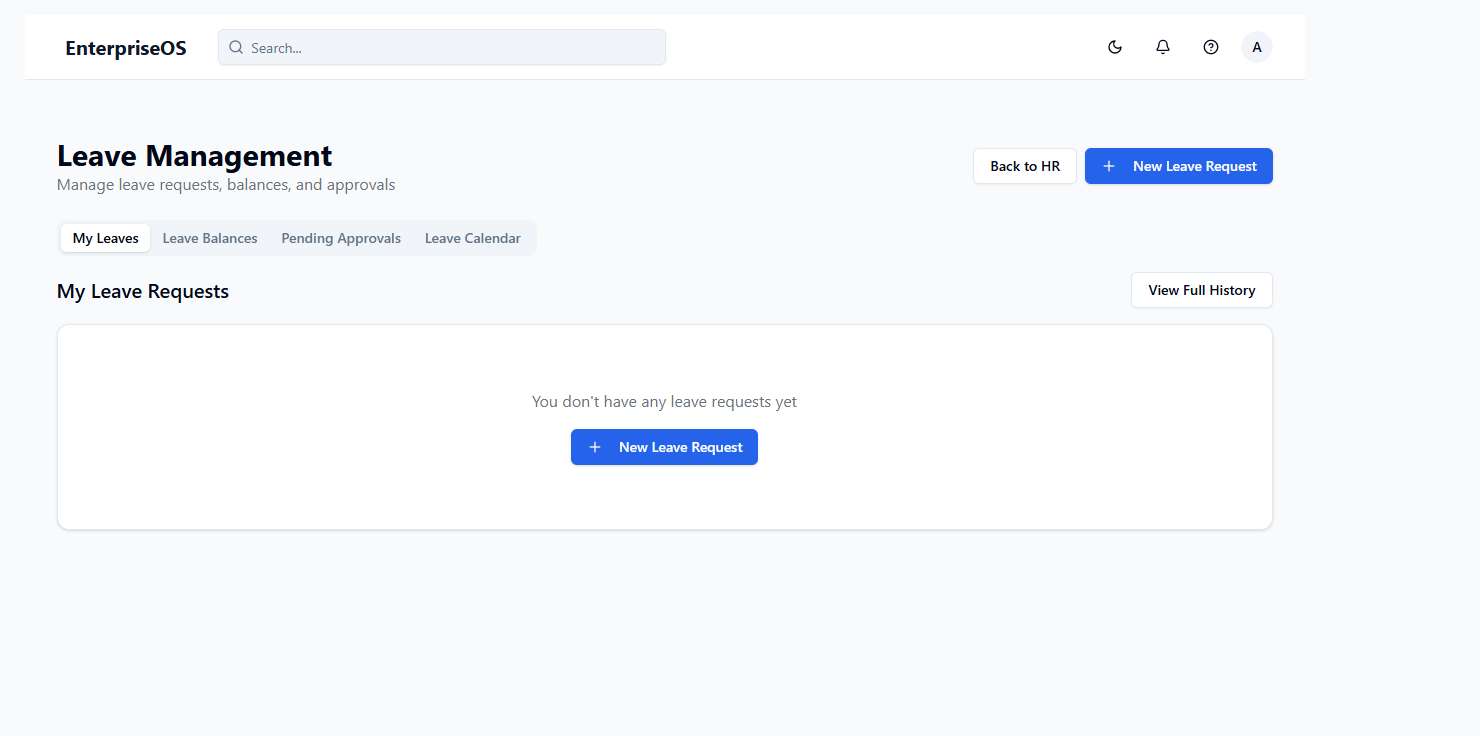 EnterpriseOS
Search...
A
Leave Management
Manage leave requests, balances, and approvals
Back to HR
New Leave Request
My Leaves
Leave Balances
Pending Approvals
Leave Calendar
My Leave Requests
View Full History
You don't have any leave requests yet
New Leave Request